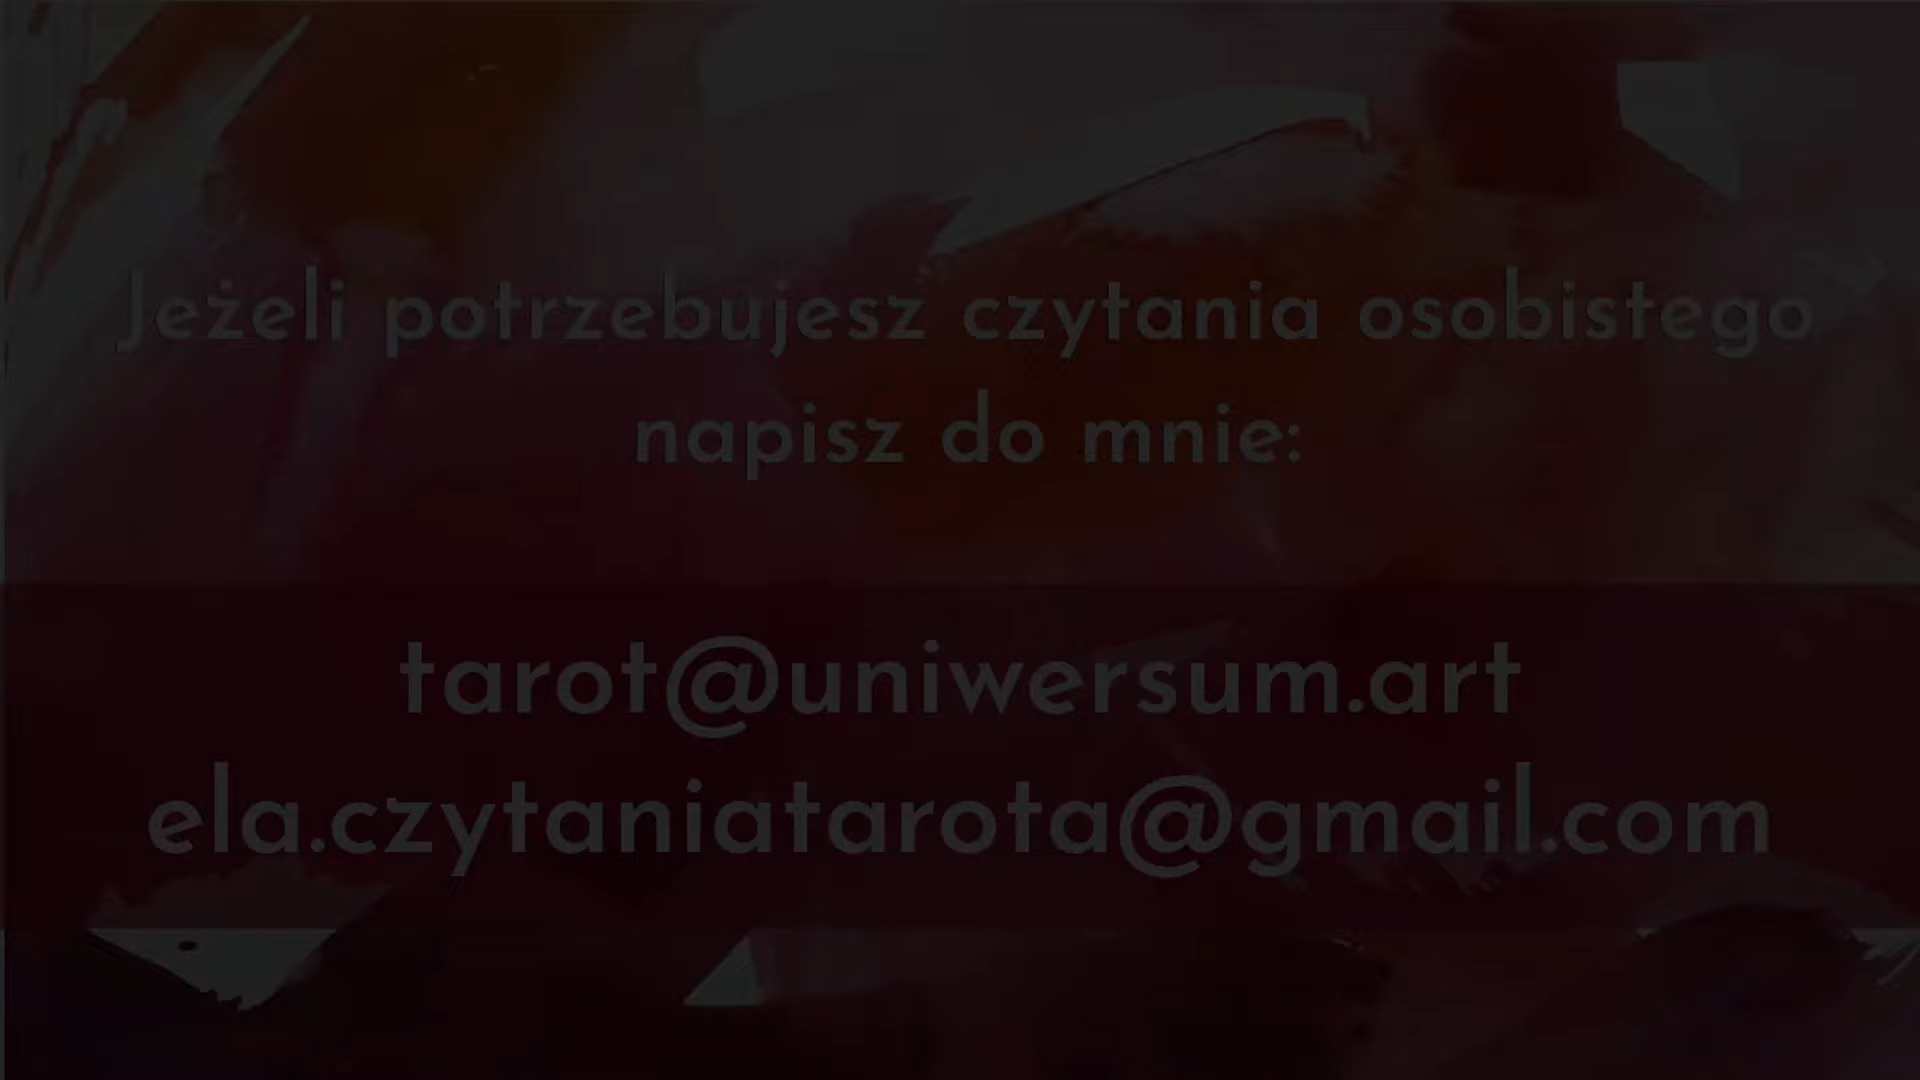 Jeżeli potrzebujesz czytania osobistego
napisz do mnie:
tarot@uniwersum.art
ela.czytaniatarota@gmail.com